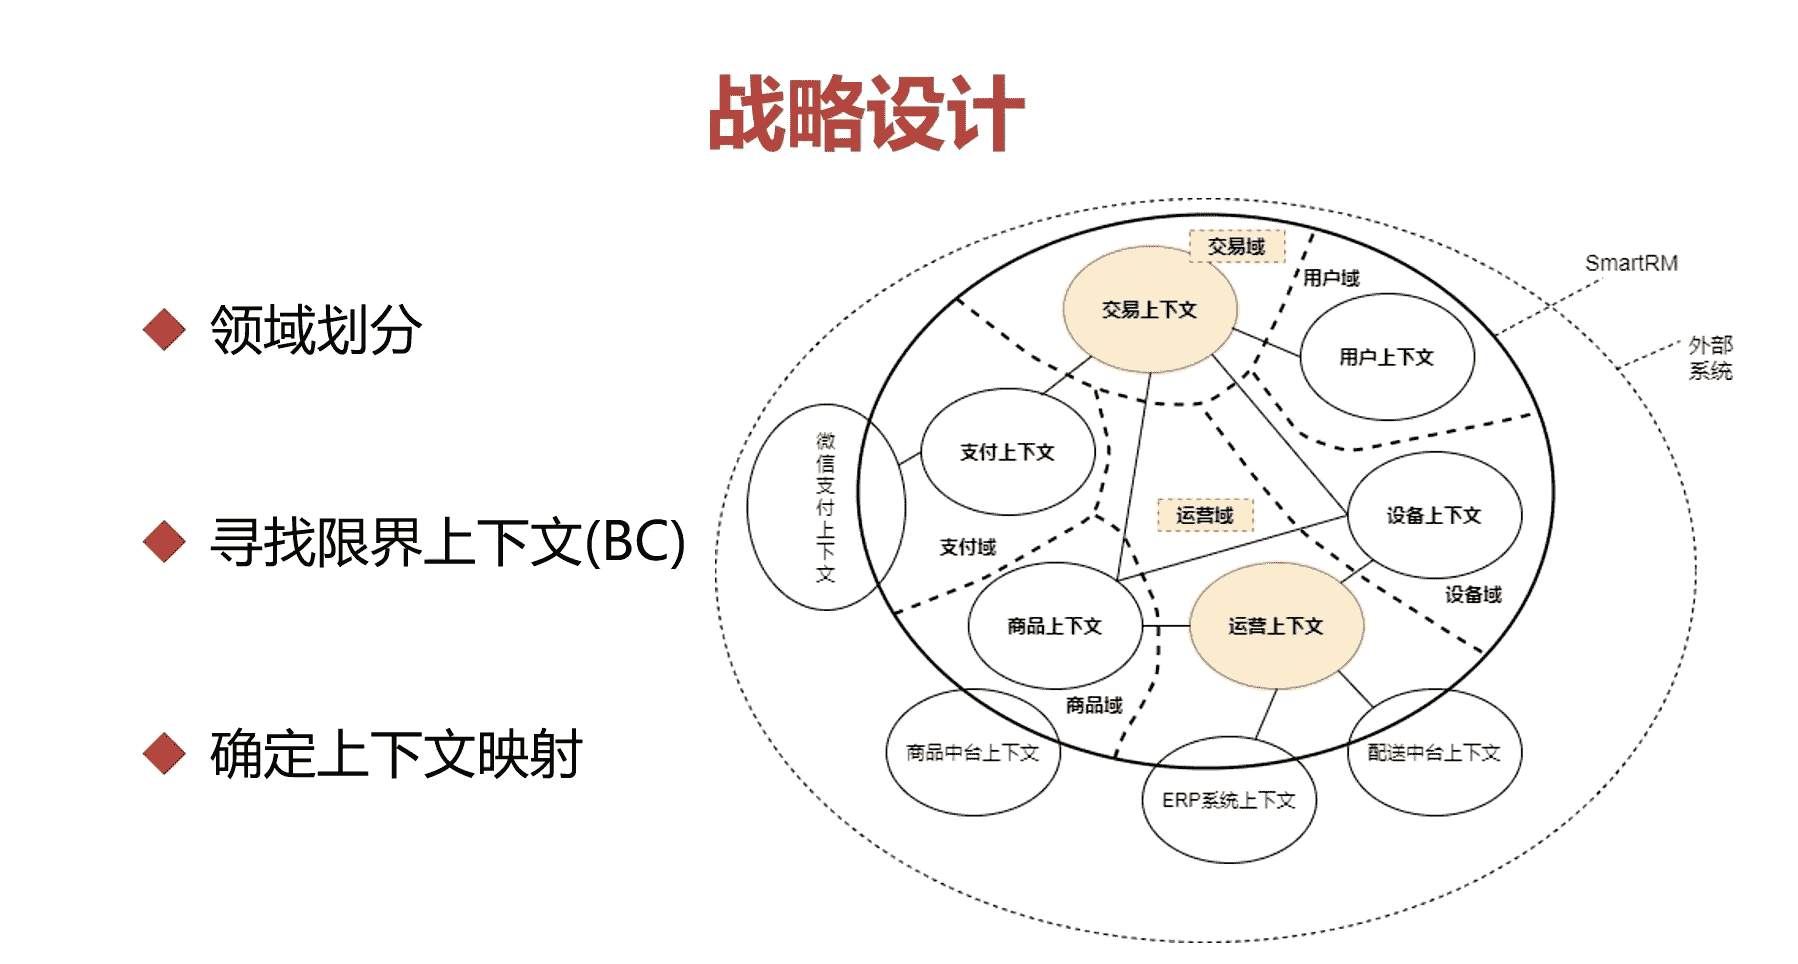 战略设计
领域划分
寻找限界上下文(BC)
确定上下文映射
交易域
交易上下文
用户域
用户上下文
SmartRM
外部
系统
微信支付上下文
支付上下文
支付域
运营域
设备上下文
设备域
商品上下文
运营上下文
商品域
商品中台上下文
ERP系统上下文
配送中台上下文